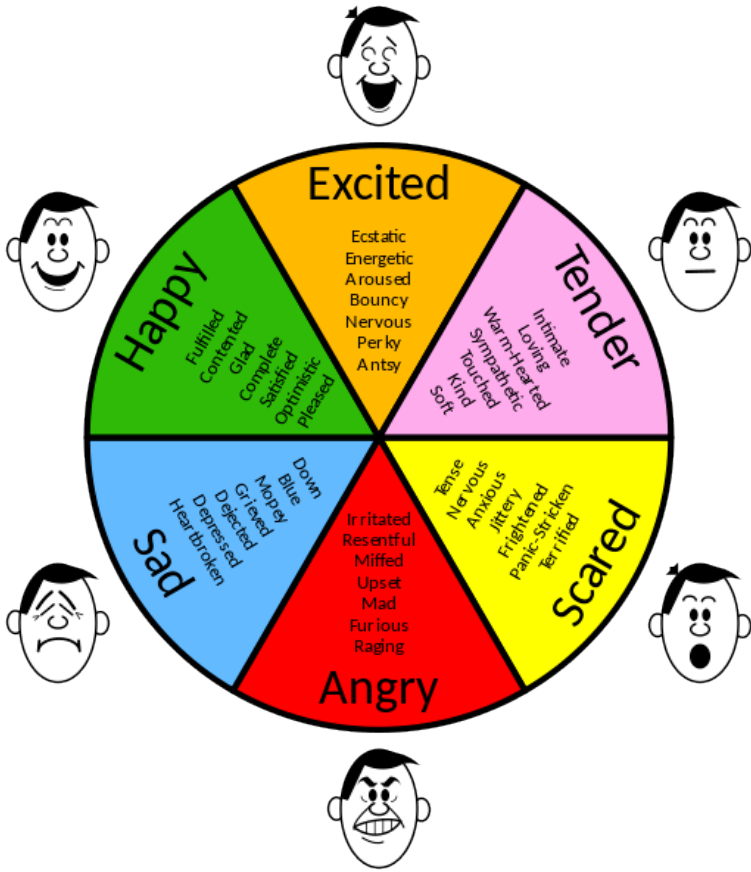 Excited
Ecstatic
Energetic
Aroused
Bouncy
Nervous
Perky
Antsy
Tender
Intimate
Loving
Warm-Hearted
Sympathetic
Touched
Kind
Soft
Scared
Tense
Nervous
Anxious
Jittery
Frightened
Panic-Stricken
Terrified
Irritated
Resentful
Miffed
Upset
Mad
Furious
Raging
Angry
Sad
Down
Blue
Mopey
Grieved
Dejected
Depressed
Heartbroken
Happy
Fulfilled
Contented
Glad
Complete
Satisfied
Optimistic
Pleased